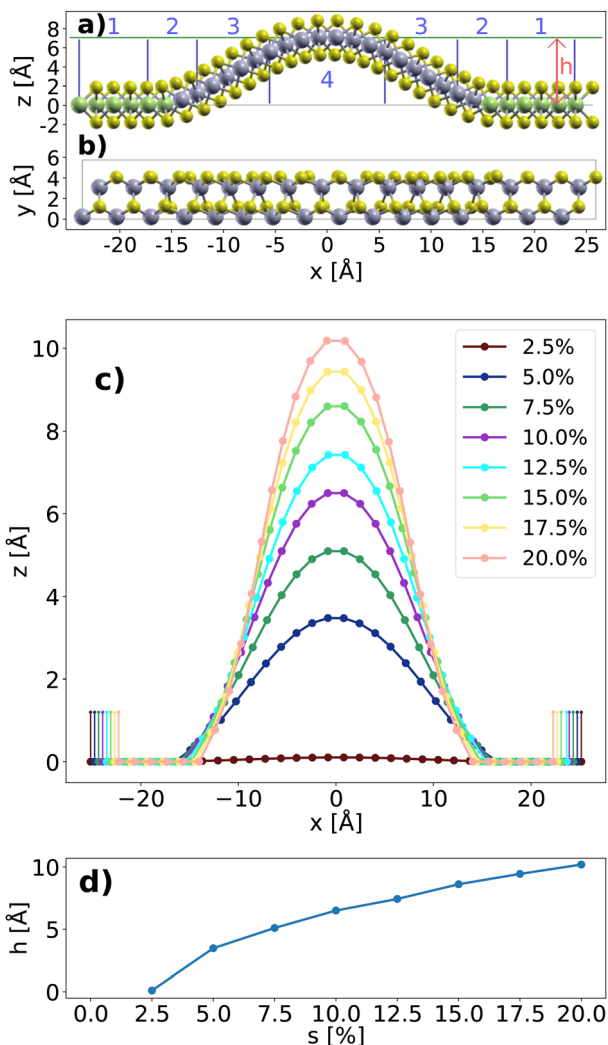 a)
1 2 3 3 2 1
4
h
z [Å]
8
6
4
2
0
-2
b)
y [Å]
6
4
2
0
-20 -15 -10 -5 0 5 10 15 20 25
x [Å]
c)
z [Å]
10
8
6
4
2
0
2.5%
5.0%
7.5%
10.0%
12.5%
15.0%
17.5%
20.0%
−20 −10 0 10 20
x [Å]
d)
h [Å]
10
5
0
0.0 2.5 5.0 7.5 10.0 12.5 15.0 17.5 20.0
s [%]